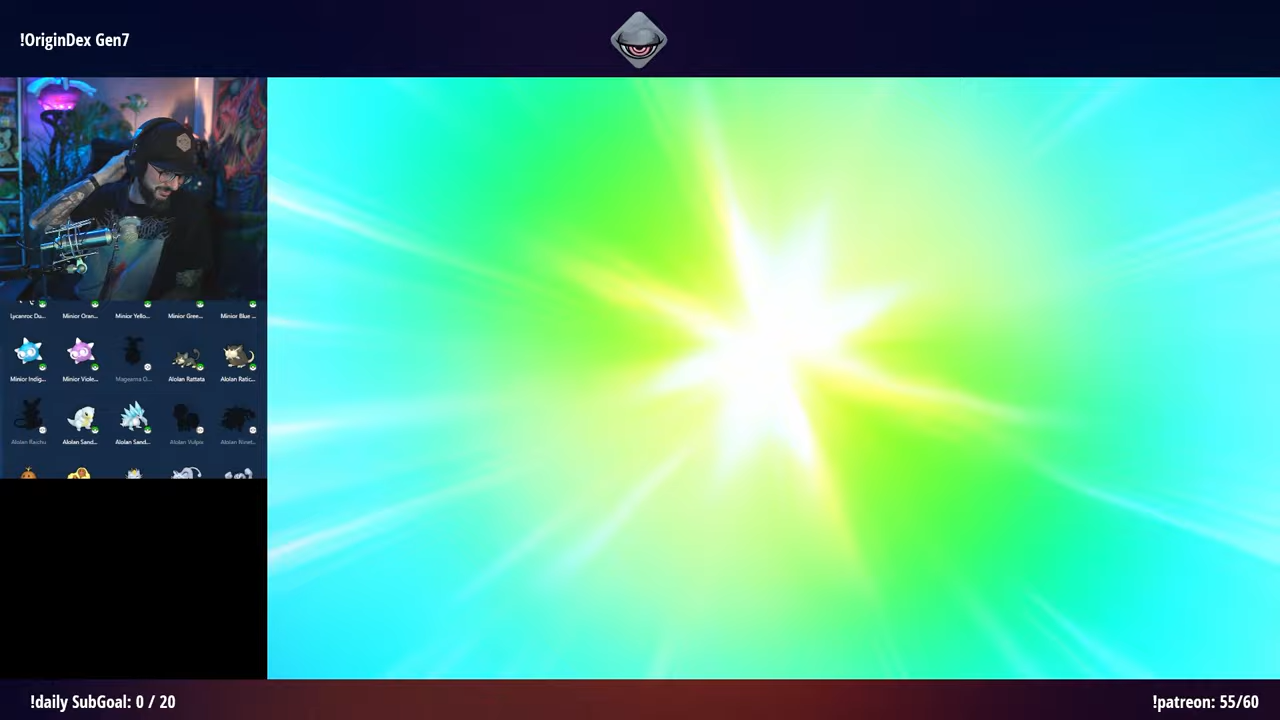 !OriginDex Gen7
Lycanroc Du... Minior Oran... Minior Yello... Minior Gree... Minior Blue ...
Minior Indig... Minior Viole... Magearna O... Alolan Rattata Alolan Ratic...
Alolan Raichu Alolan Sand... Alolan Sand... Alolan Vulpix Alolan Ninet...
!daily SubGoal: 0 / 20
!patreon: 55/60